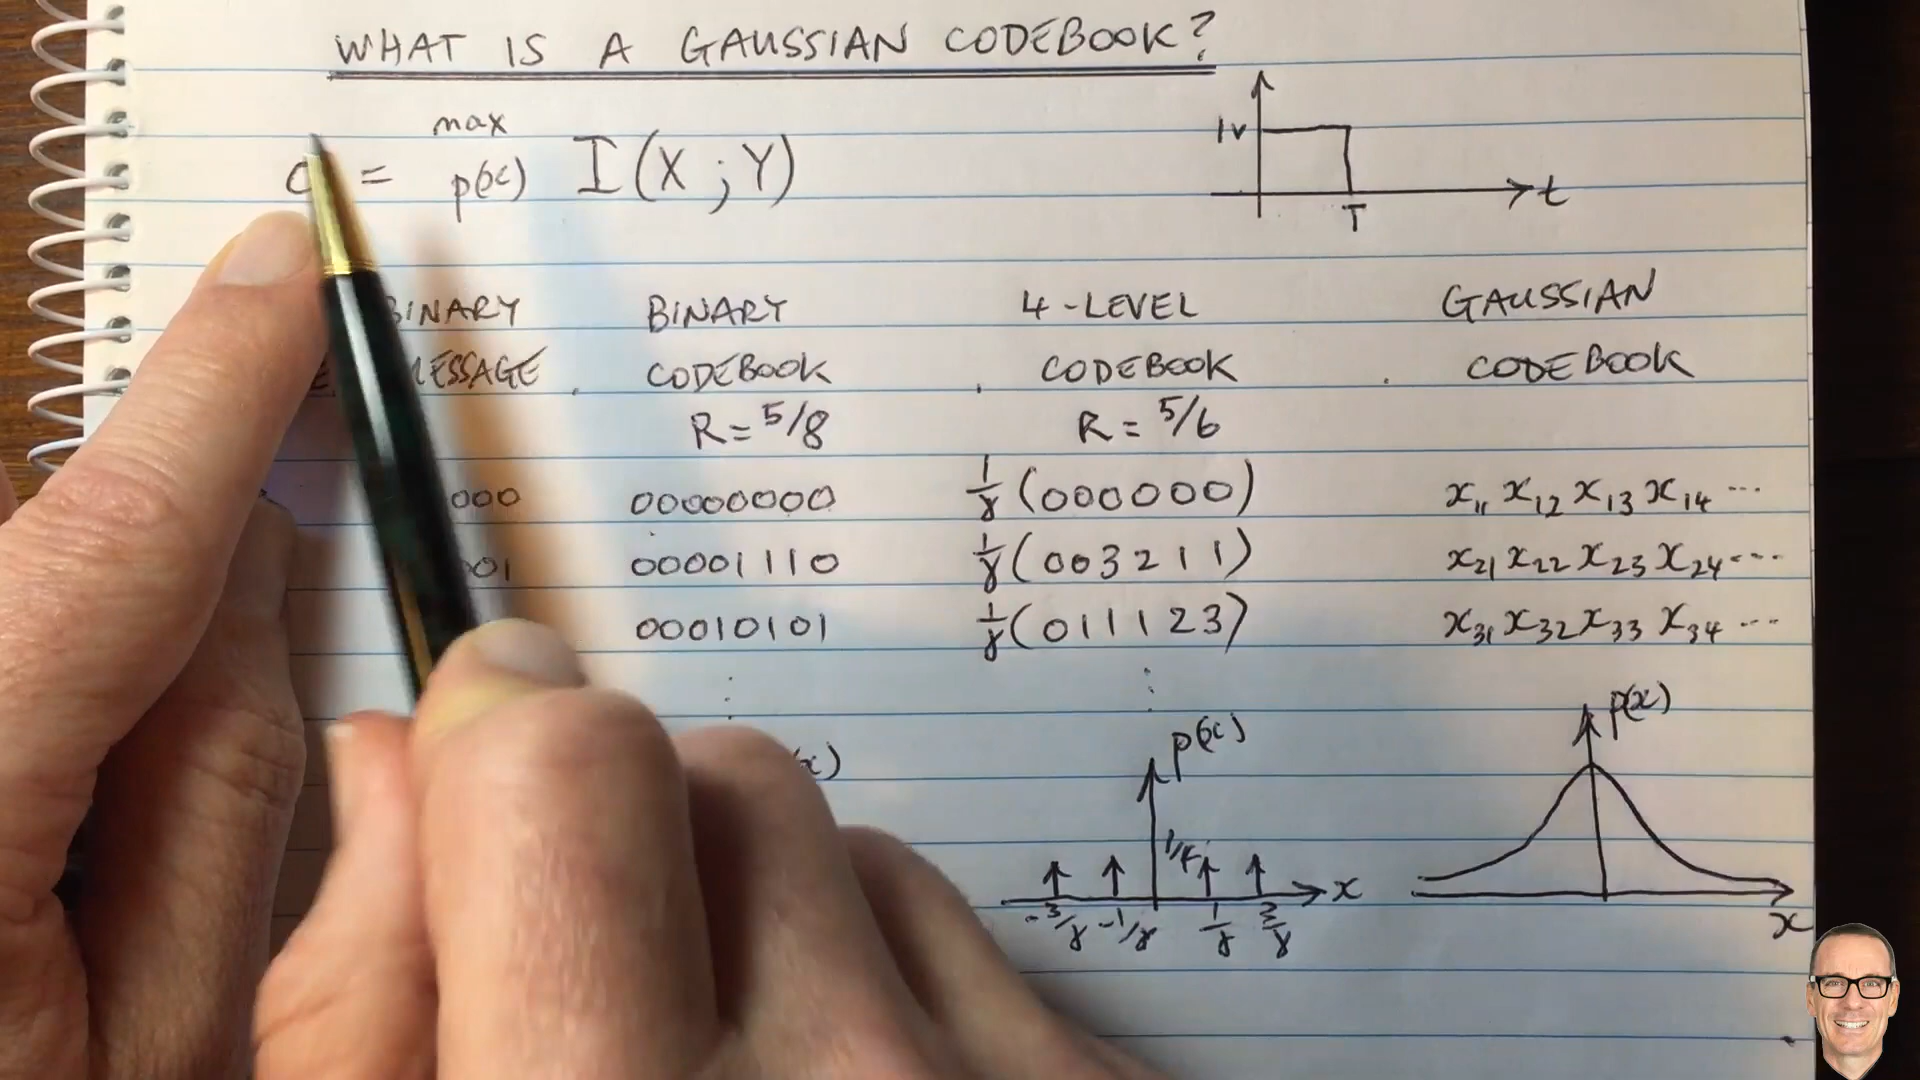 WHAT IS A GAUSSIAN CODEBOOK?
max
C = p(x) I(X;Y)
1v
T
t
BINARY BINARY 4-LEVEL GAUSSIAN
MESSAGE CODEBOOK CODEBOOK CODEBOOK
R = 5/8 R = 5/6
000 00000000 1/γ (000000) x11 x12 x13 x14 ...
001 00001110 1/γ (003211) x21 x22 x23 x24 ...
00010101 1/γ (011123) x31 x32 x33 x34 ...
p(x) p(x)
1/4
x
-3/γ -1/γ 1/γ 3/γ x